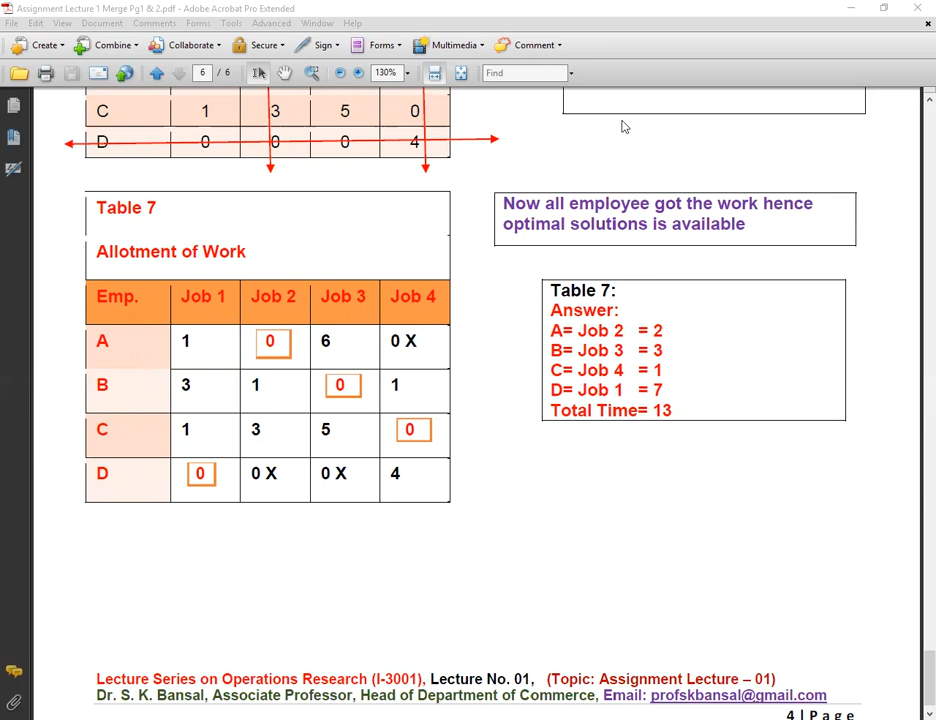 Assignment Lecture 1 Merge Pg1 & 2.pdf - Adobe Acrobat Pro Extended
File Edit View Document Comments Forms Tools Advanced Window Help
Create Combine Collaborate Secure Sign Forms Multimedia Comment
6 / 6 130% Find
C 1 3 5 0
D 0 0 0 4
Table 7
Allotment of Work
Emp. Job 1 Job 2 Job 3 Job 4
A 1 0 6 0 X
B 3 1 0 1
C 1 3 5 0
D 0 0 X 0 X 4
Now all employee got the work hence
optimal solutions is available
Table 7:
Answer:
A= Job 2 = 2
B= Job 3 = 3
C= Job 4 = 1
D= Job 1 = 7
Total Time= 13
Lecture Series on Operations Research (I-3001), Lecture No. 01, (Topic: Assignment Lecture – 01)
Dr. S. K. Bansal, Associate Professor, Head of Department of Commerce, Email: profskbansal@gmail.com
4 | Page